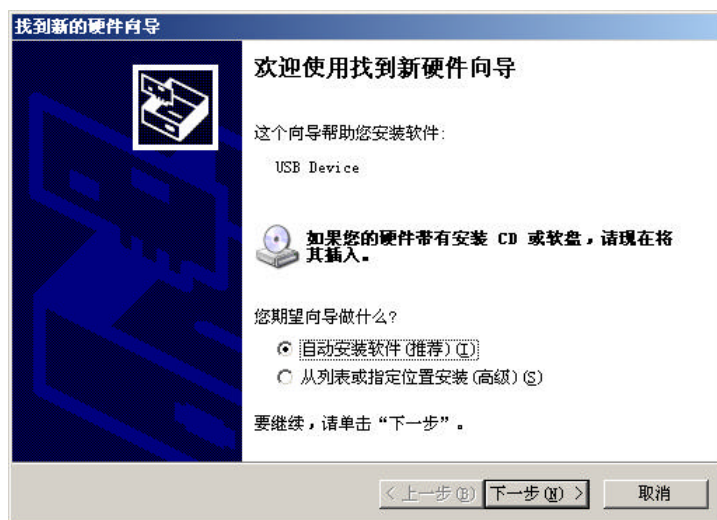 找到新的硬件向导
欢迎使用找到新硬件向导
这个向导帮助您安装软件:
USB Device
如果您的硬件带有安装 CD 或软盘，请现在将
其插入。
您期望向导做什么?
自动安装软件(推荐)(I)
从列表或指定位置安装(高级)(S)
要继续，请单击“下一步”。
< 上一步(B) 下一步(N) > 取消